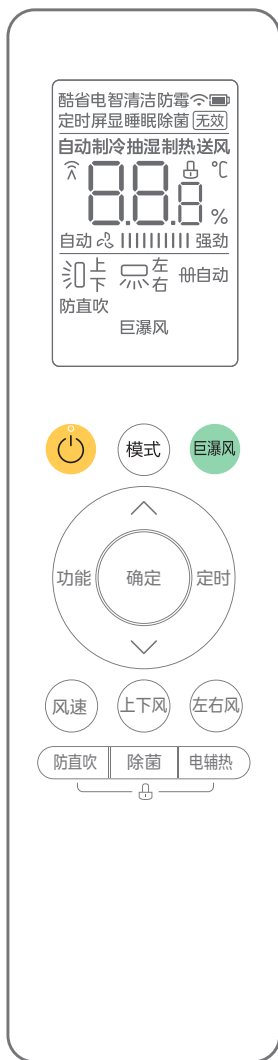 酷省电智清洁防霉
定时屏显睡眠除菌 无效
自动制冷抽湿制热送风
88.8 ℃
%
自动 强劲
上下 左右 自动
防直吹
巨瀑风
模式 巨瀑风
功能 确定 定时
风速 上下风 左右风
防直吹 除菌 电辅热